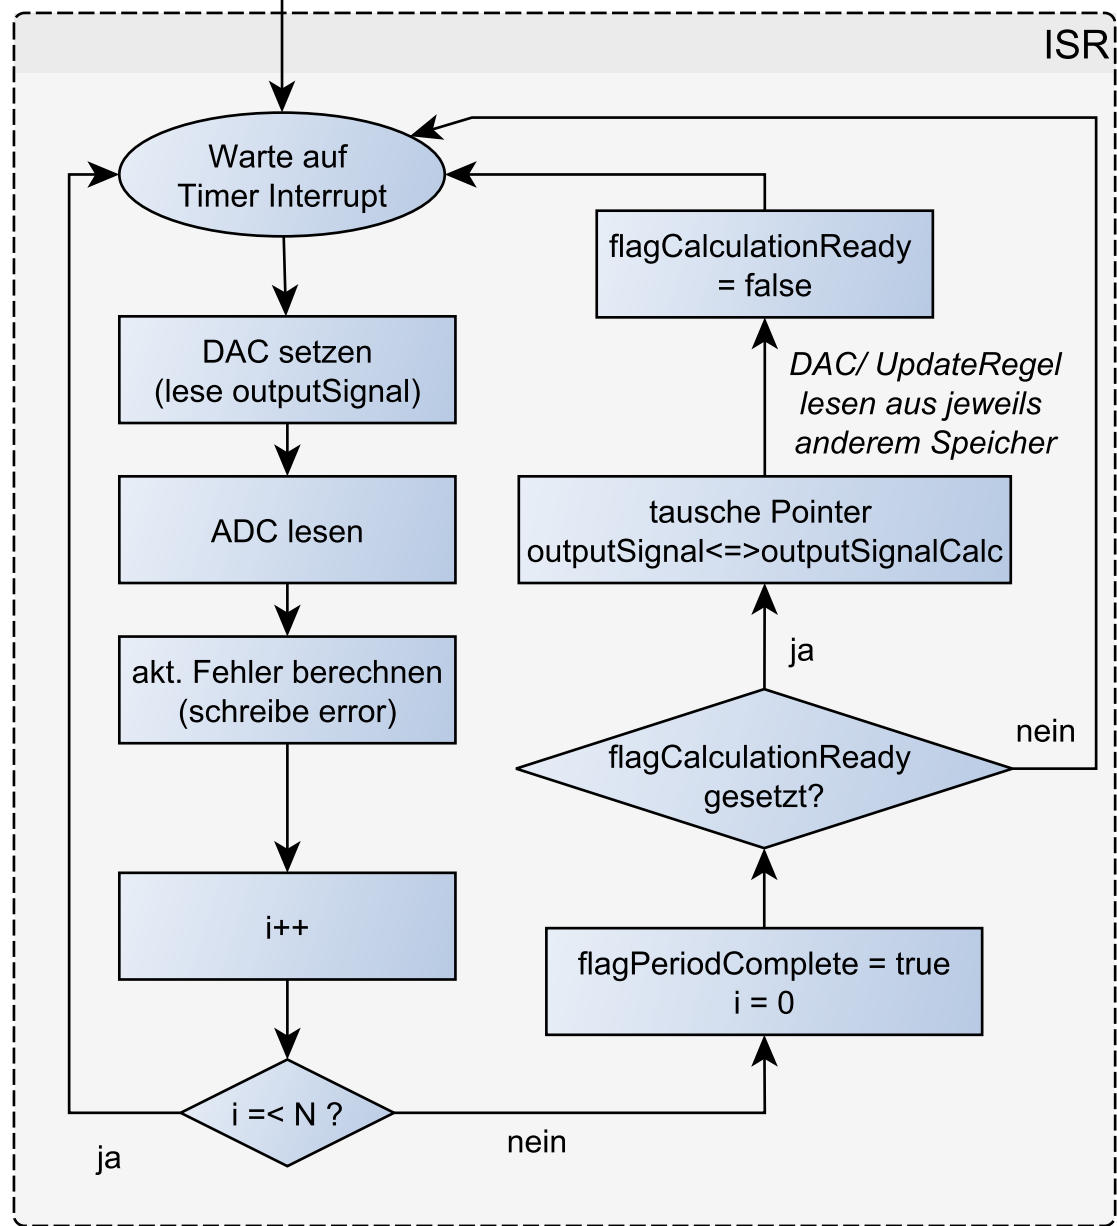 ISR
Warte auf
Timer Interrupt
DAC setzen
(lese outputSignal)
ADC lesen
akt. Fehler berechnen
(schreibe error)
i++
i =< N ?
ja
nein
flagPeriodComplete = true
i = 0
flagCalculationReady
gesetzt?
nein
ja
tausche Pointer
outputSignal<=>outputSignalCalc
DAC/ UpdateRegel
lesen aus jeweils
anderem Speicher
flagCalculationReady
= false